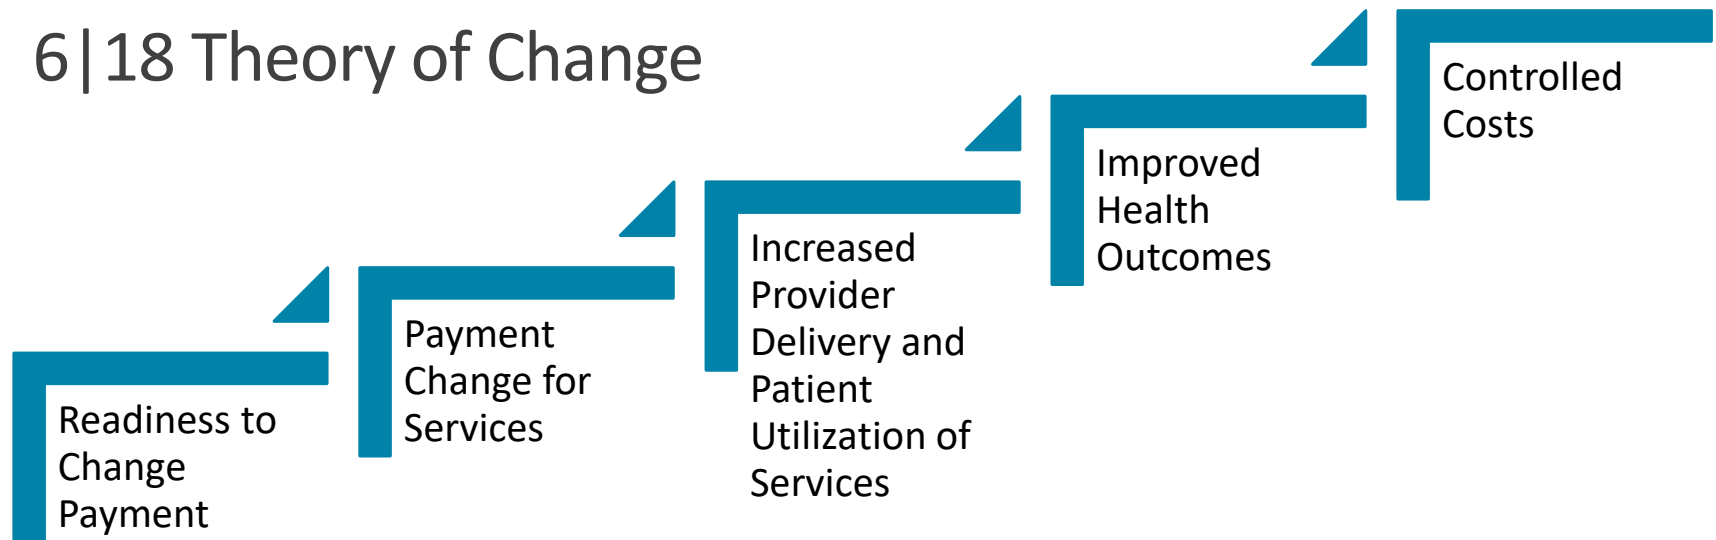 6|18 Theory of Change
Readiness to
Change
Payment
Payment
Change for
Services
Increased
Provider
Delivery and
Patient
Utilization of
Services
Improved
Health
Outcomes
Controlled
Costs